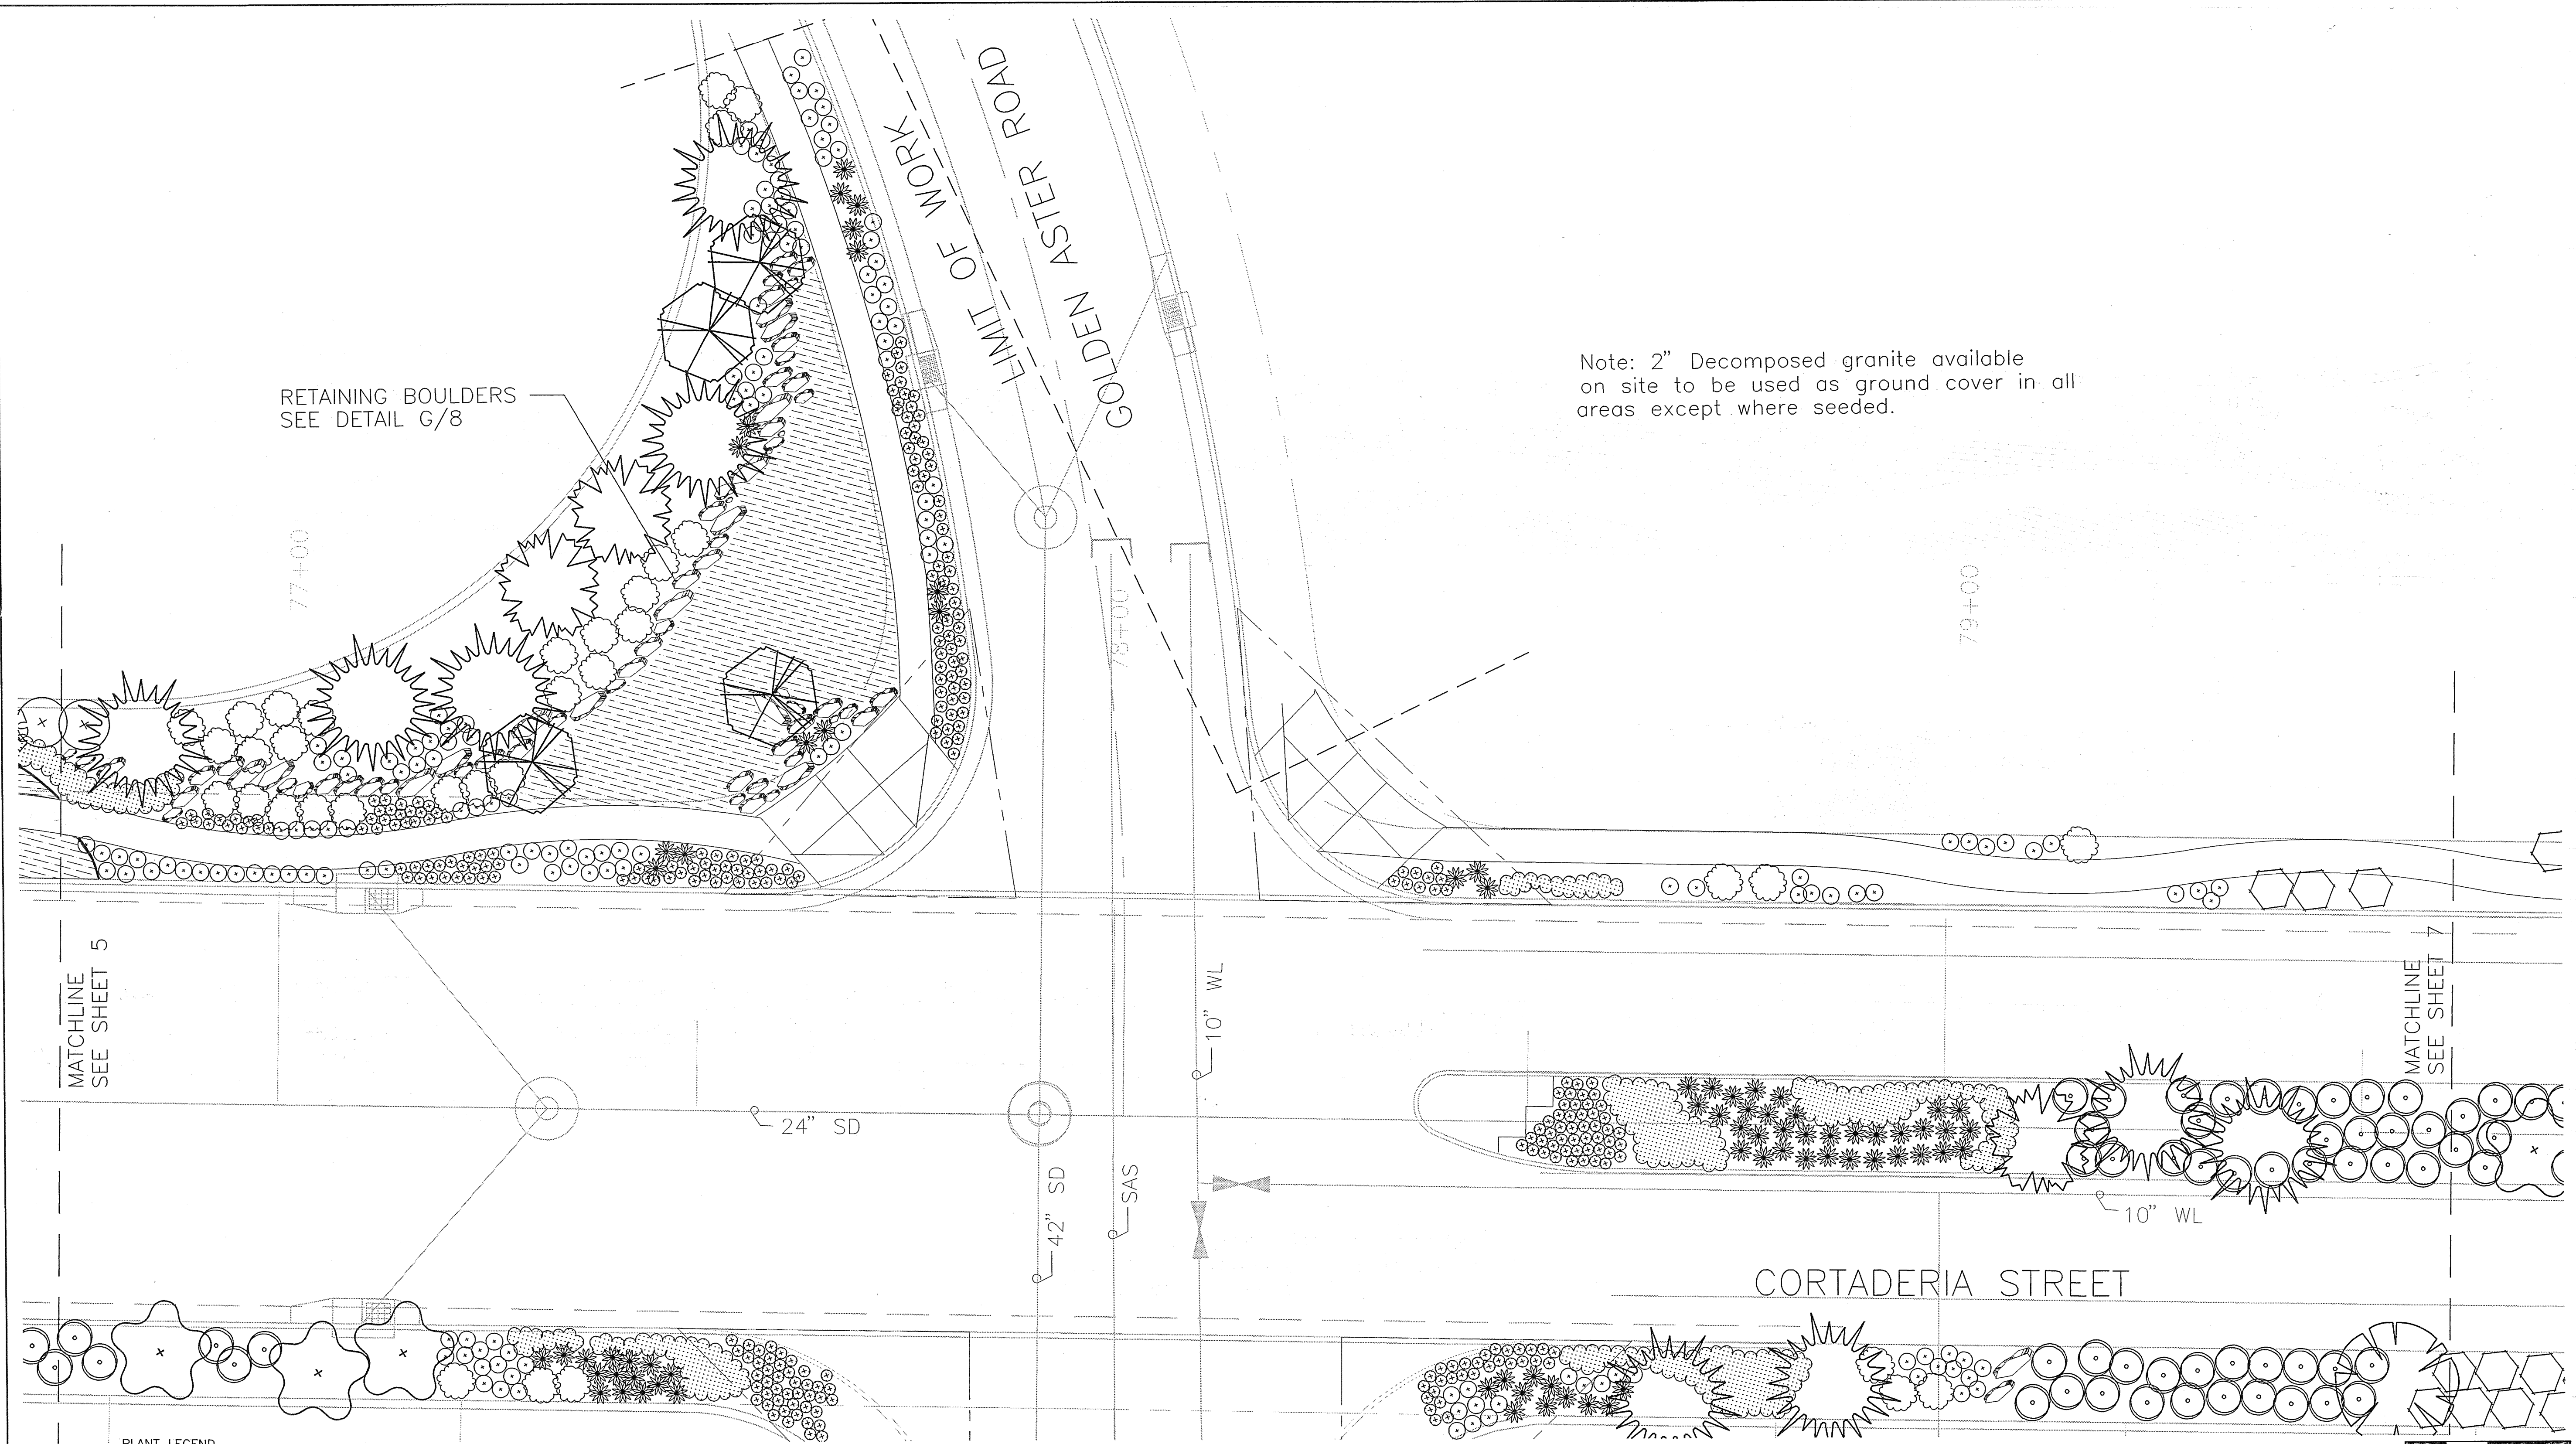 LIMIT OF WORK
GOLDEN ASTER ROAD
RETAINING BOULDERS
SEE DETAIL G/8
Note: 2" Decomposed granite available
on site to be used as ground cover in all
areas except where seeded.
77+00
78+00
79+00
MATCHLINE
SEE SHEET 5
MATCHLINE
SEE SHEET 7
10" WL
24" SD
42" SD
SAS
10" WL
CORTADERIA STREET
PLANT LEGEND